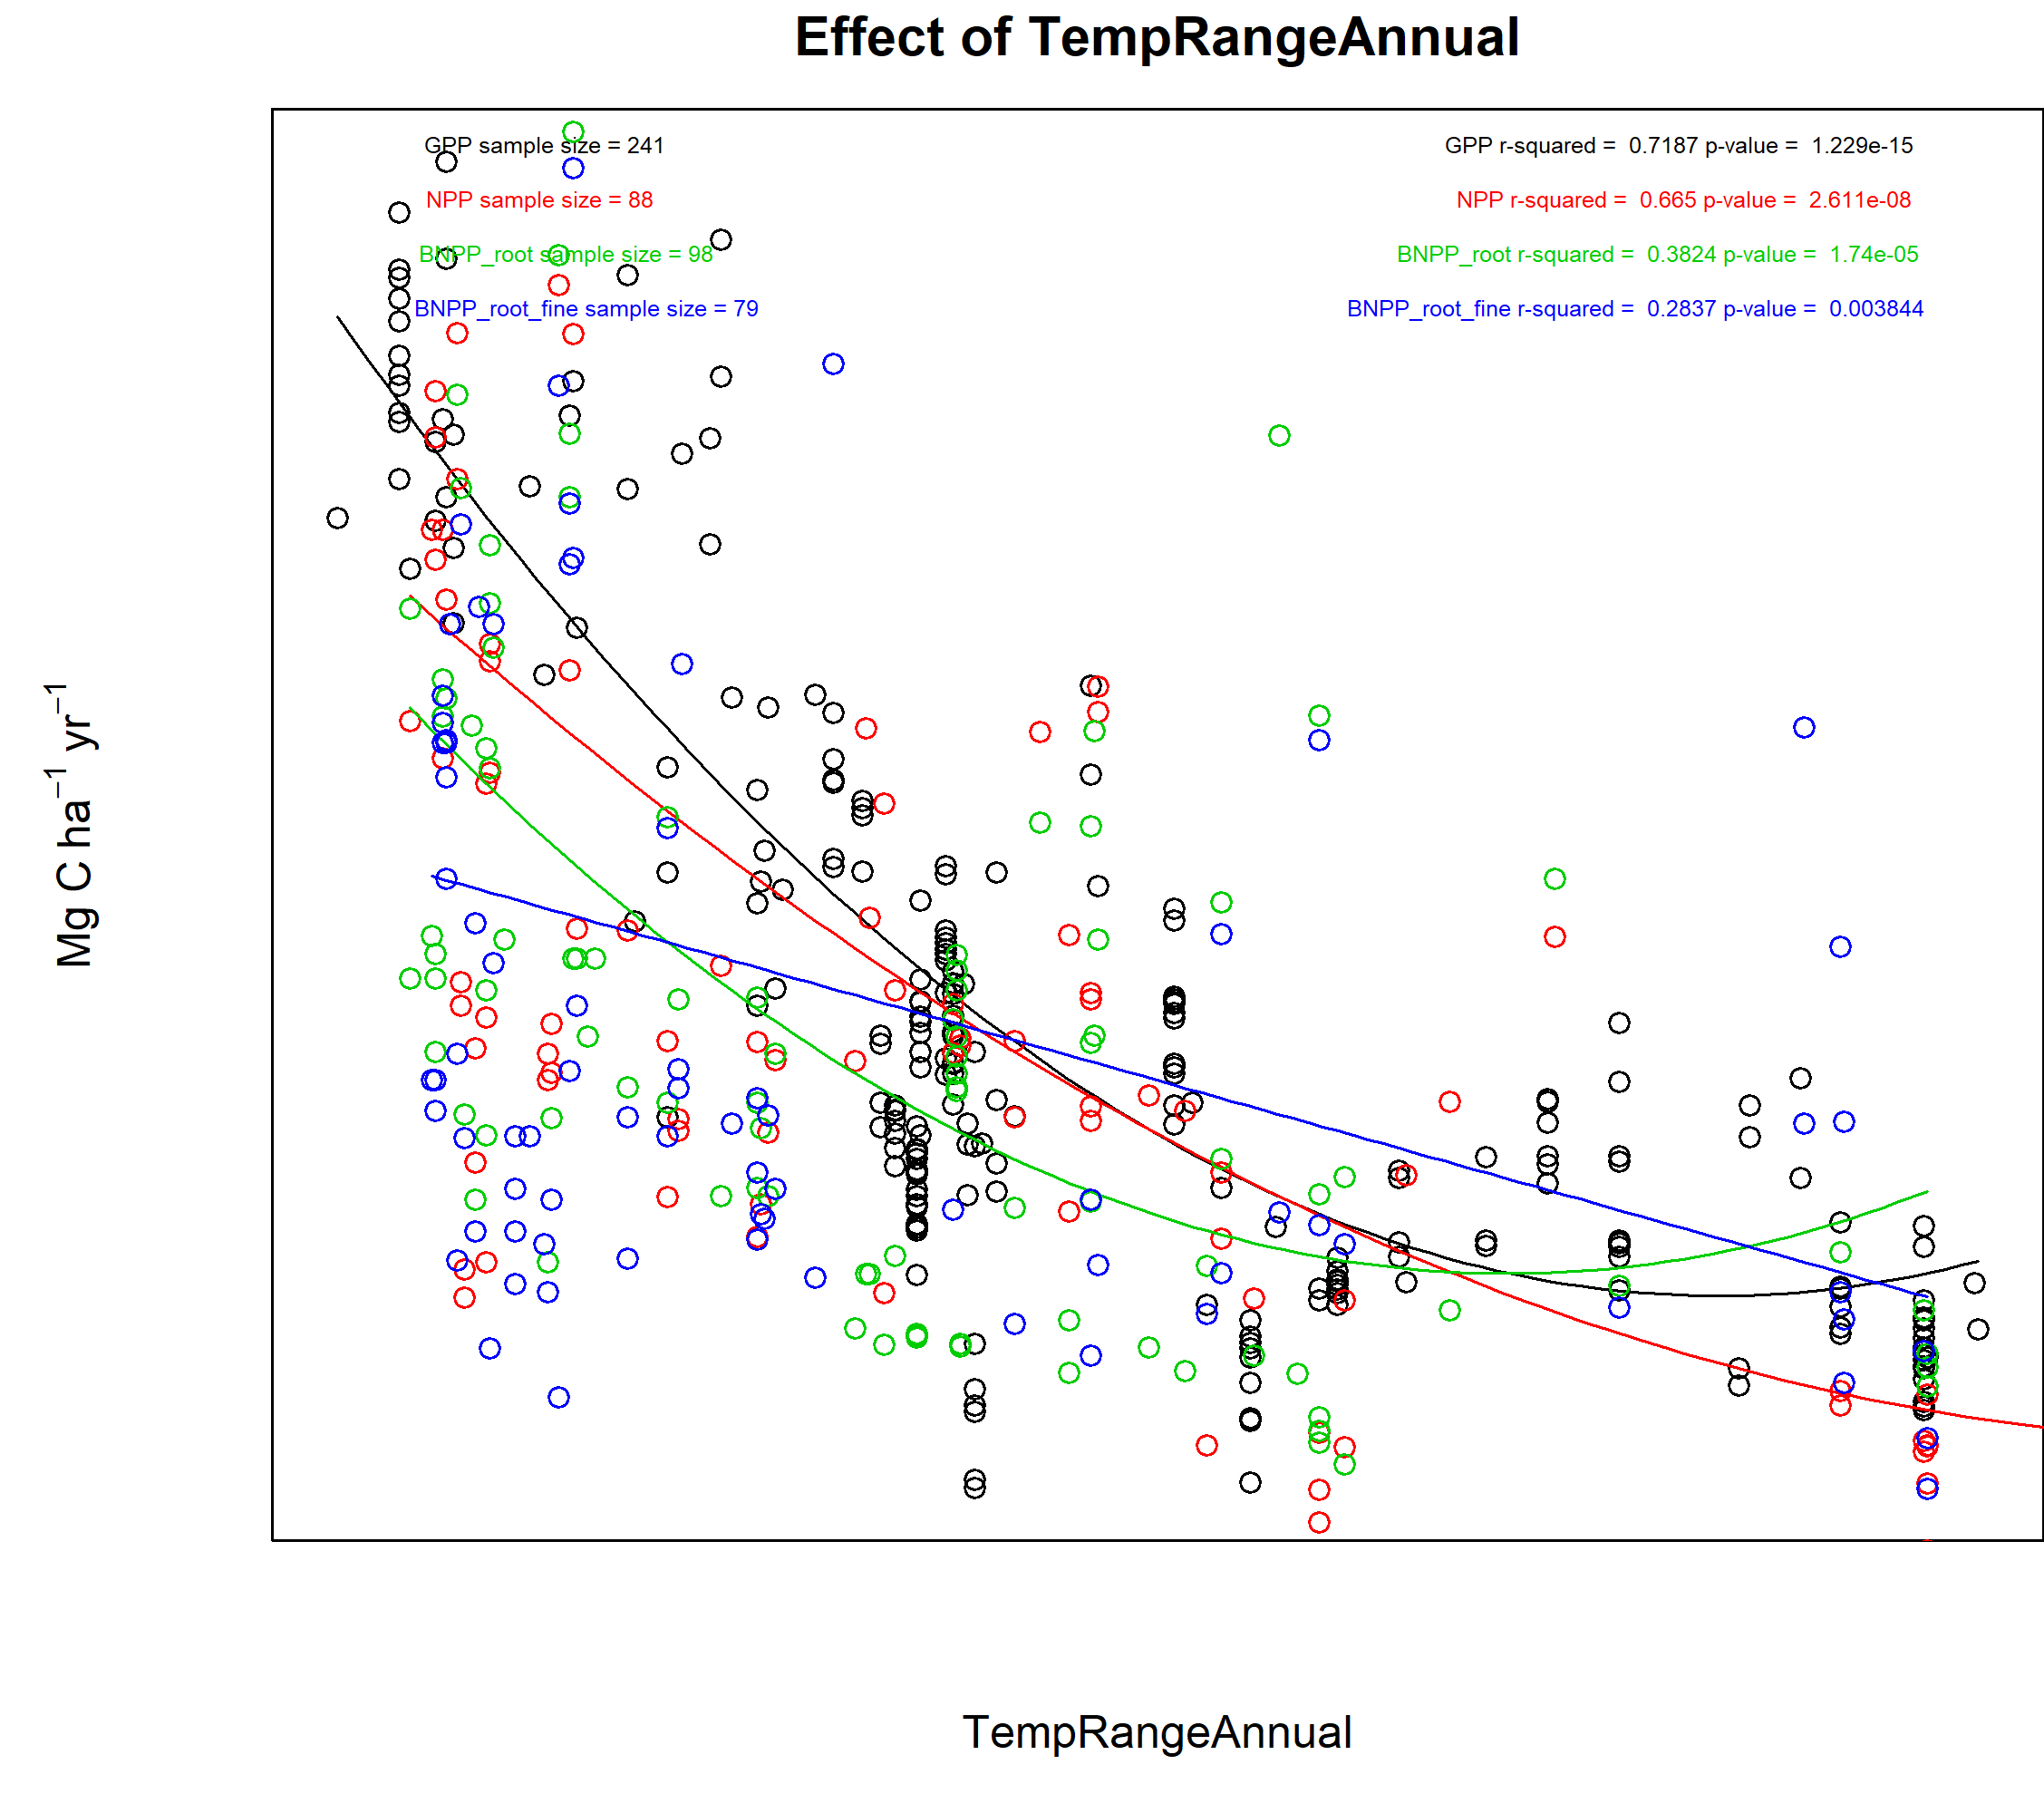 Effect of TempRangeAnnual
GPP sample size = 241
GPP r-squared = 0.7187 p-value = 1.229e-15
NPP sample size = 88
NPP r-squared = 0.665 p-value = 2.611e-08
BNPP_root sample size = 98
BNPP_root r-squared = 0.3824 p-value = 1.74e-05
BNPP_root_fine sample size = 79
BNPP_root_fine r-squared = 0.2837 p-value = 0.003844
Mg C ha⁻¹ yr⁻¹
TempRangeAnnual